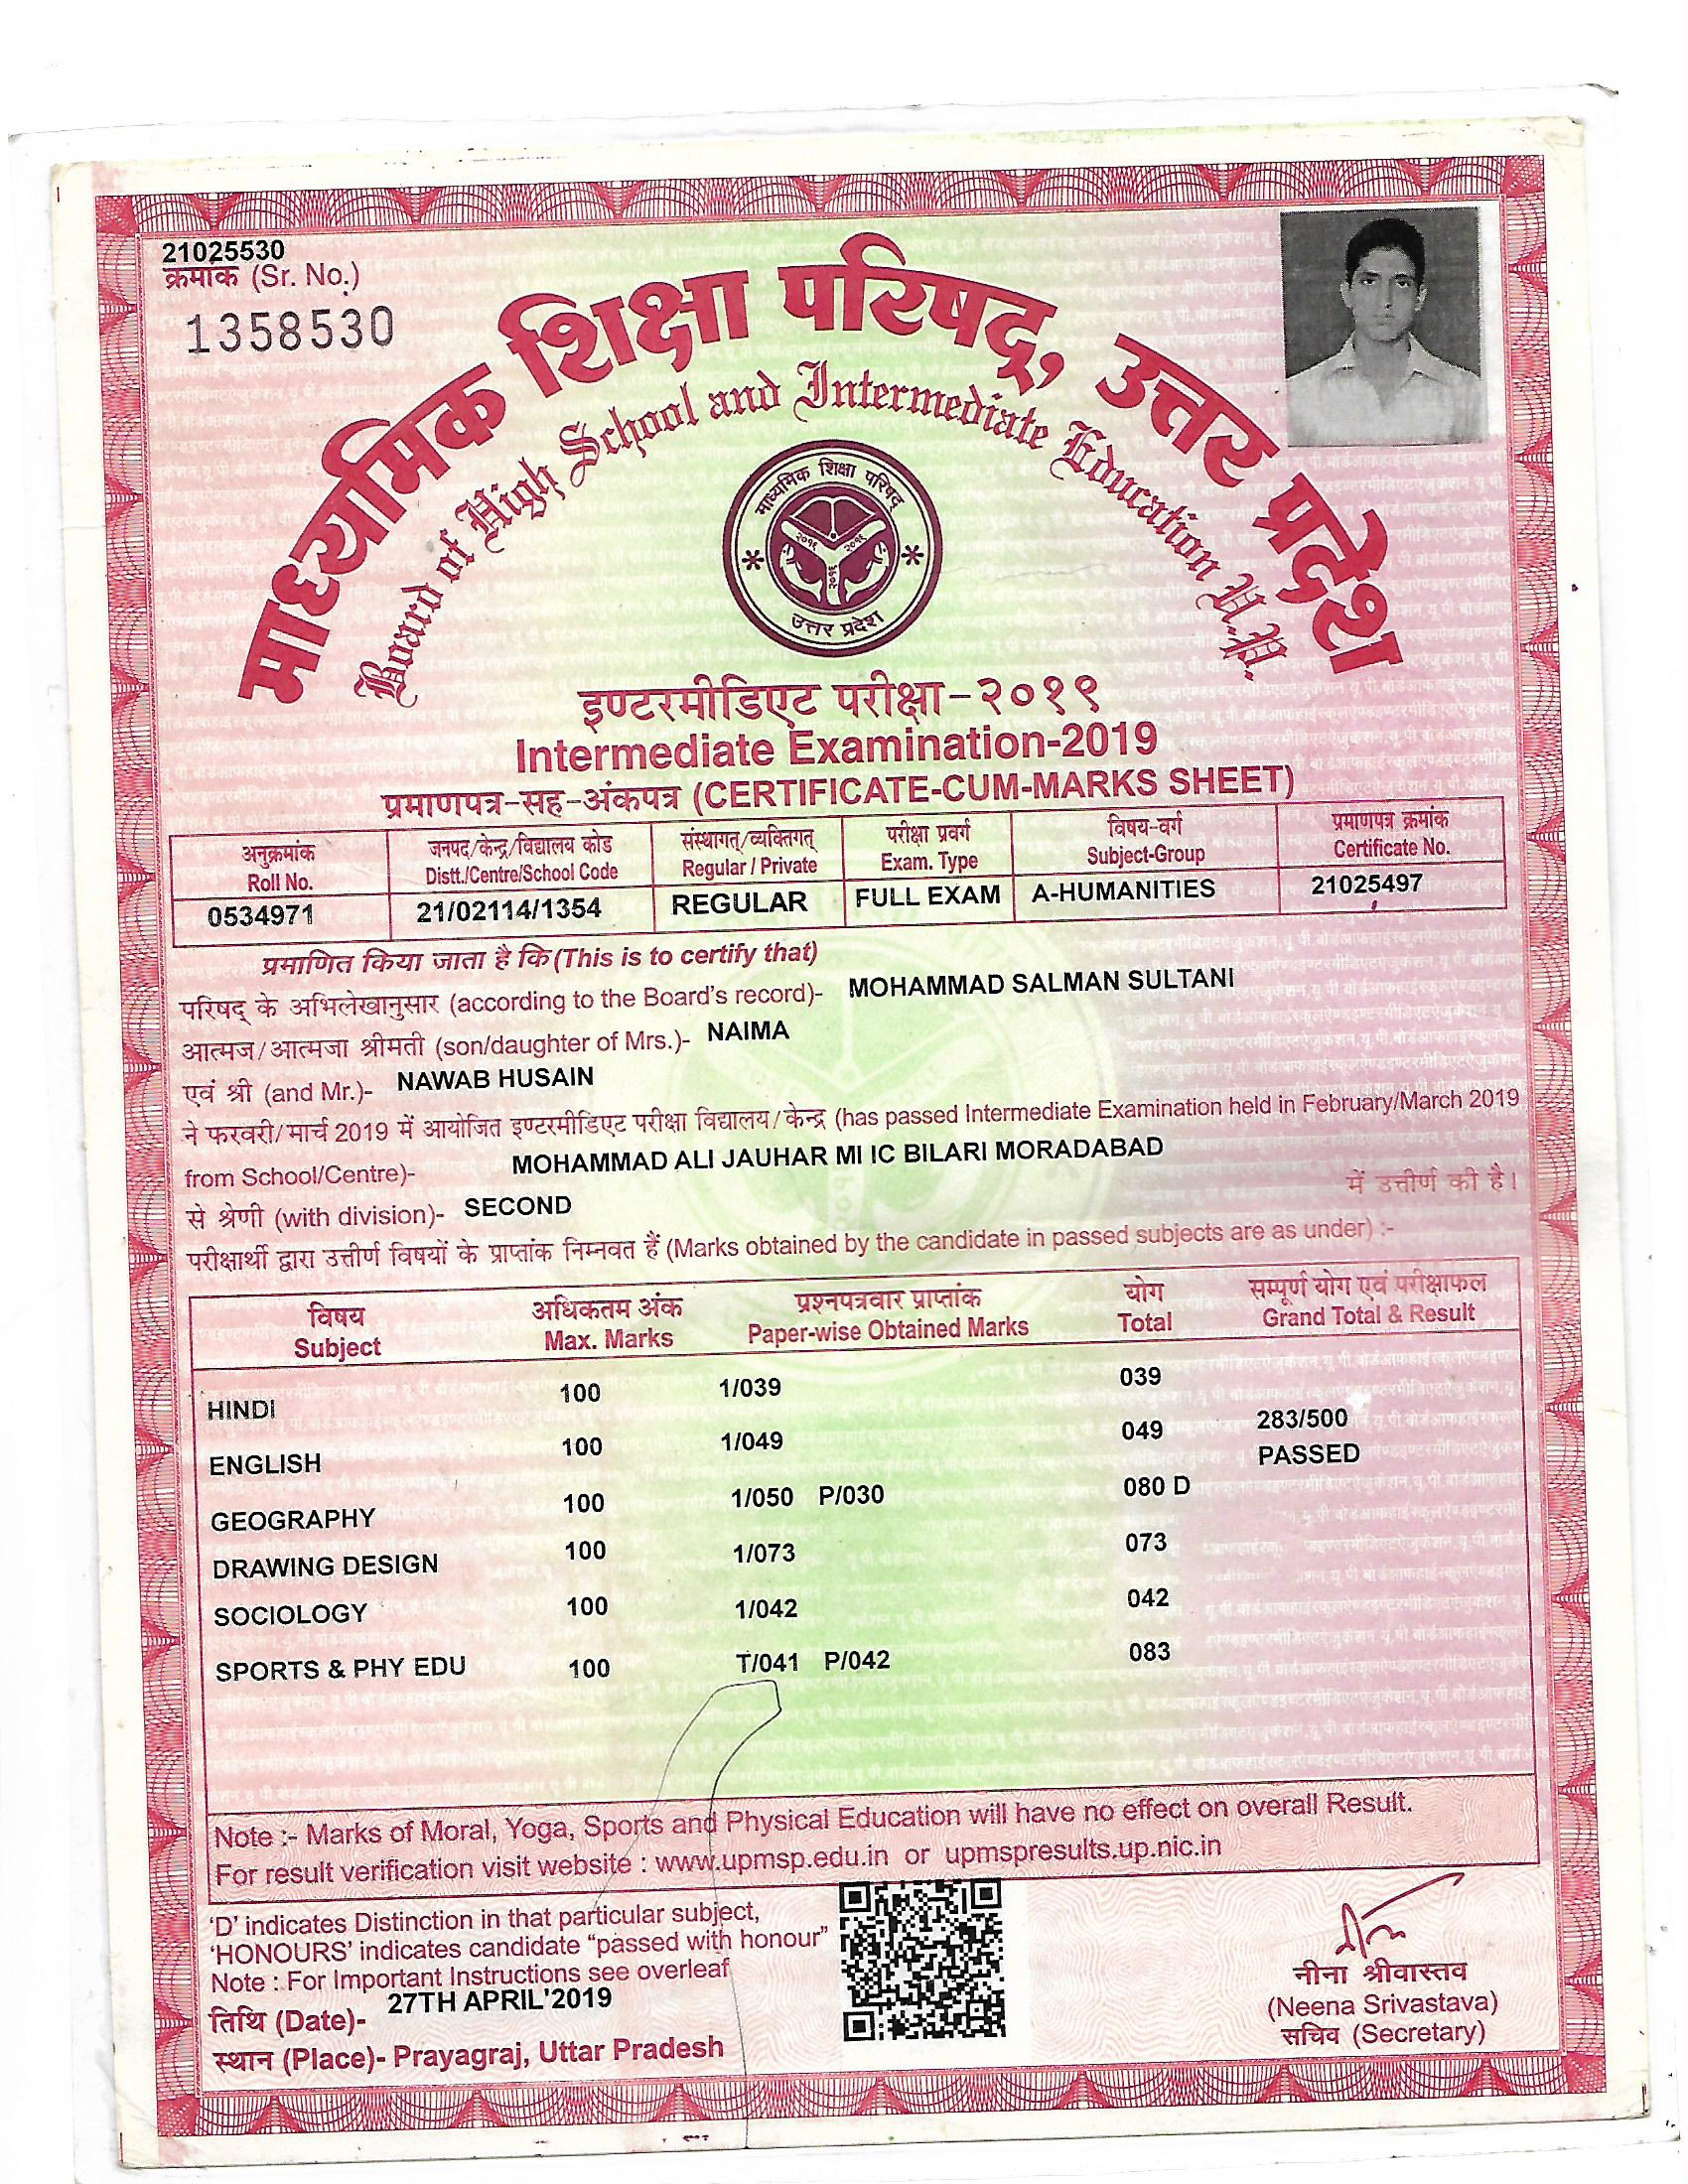 21025530
क्रमांक (Sr. No.)
1358530
माध्यमिक शिक्षा परिषद्, उत्तर प्रदेश
Board of High School and Intermediate Education U.P.
माध्यमिक शिक्षा परिषद्
२०१६ २०१६
२०१६
उत्तर प्रदेश
इण्टरमीडिएट परीक्षा-२०१९
Intermediate Examination-2019
प्रमाणपत्र-सह-अंकपत्र (CERTIFICATE-CUM-MARKS SHEET)
अनुक्रमांक जनपद/केन्द्र/विद्यालय कोड संस्थागत्/व्यक्तिगत् परीक्षा प्रवर्ग विषय-वर्ग प्रमाणपत्र क्रमांक
Roll No. Distt./Centre/School Code Regular / Private Exam. Type Subject-Group Certificate No.
0534971 21/02114/1354 REGULAR FULL EXAM A-HUMANITIES 21025497
प्रमाणित किया जाता है कि (This is to certify that)
परिषद् के अभिलेखानुसार (according to the Board's record)- MOHAMMAD SALMAN SULTANI
आत्मज/आत्मजा श्रीमती (son/daughter of Mrs.)- NAIMA
एवं श्री (and Mr.)- NAWAB HUSAIN
ने फरवरी/मार्च 2019 में आयोजित इण्टरमीडिएट परीक्षा विद्यालय/केन्द्र (has passed Intermediate Examination held in February/March 2019
from School/Centre)- MOHAMMAD ALI JAUHAR MI IC BILARI MORADABAD
से श्रेणी (with division)- SECOND में उत्तीर्ण की है।
परीक्षार्थी द्वारा उत्तीर्ण विषयों के प्राप्तांक निम्नवत हैं (Marks obtained by the candidate in passed subjects are as under) :-
विषय अधिकतम अंक प्रश्नपत्रवार प्राप्तांक योग सम्पूर्ण योग एवं परीक्षाफल
Subject Max. Marks Paper-wise Obtained Marks Total Grand Total & Result
HINDI 100 1/039 039
ENGLISH 100 1/049 049 283/500
PASSED
GEOGRAPHY 100 1/050 P/030 080 D
DRAWING DESIGN 100 1/073 073
SOCIOLOGY 100 1/042 042
SPORTS & PHY EDU 100 T/041 P/042 083
Note :- Marks of Moral, Yoga, Sports and Physical Education will have no effect on overall Result.
For result verification visit website : www.upmsp.edu.in or upmspresults.up.nic.in
'D' indicates Distinction in that particular subject,
'HONOURS' indicates candidate "passed with honour"
Note : For Important Instructions see overleaf
तिथि (Date)- 27TH APRIL'2019
स्थान (Place)- Prayagraj, Uttar Pradesh
नीना श्रीवास्तव
(Neena Srivastava)
सचिव (Secretary)